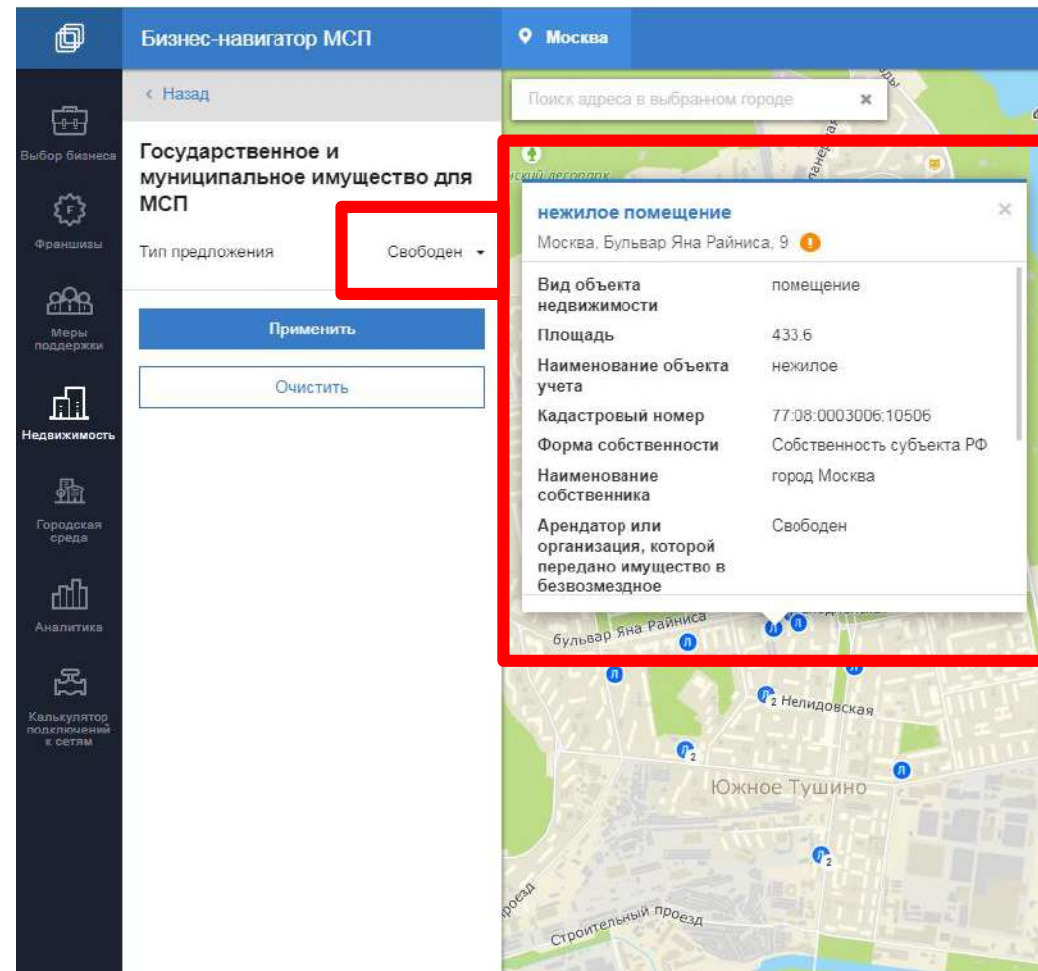 Бизнес-навигатор МСП
Москва
Назад
Поиск адреса в выбранном городе
Выбор бизнеса
Франшизы
Меры
поддержки
Недвижимость
Городская
среда
Аналитика
Калькулятор
подключений
к сетям
Государственное и
муниципальное имущество для
МСП
Тип предложения
Свободен
Применить
Очистить
нежилое помещение
Москва, Бульвар Яна Райниса, 9
Вид объекта
недвижимости
помещение
Площадь
433.6
Наименование объекта
учета
нежилое
Кадастровый номер
77:08:0003006:10506
Форма собственности
Собственность субъекта РФ
Наименование
собственника
город Москва
Арендатор или
организация, которой
передано имущество в
безвозмездное
Свободен
бульвар Яна Райниса
Л
Л
Л
Л
Л 2
Нелидовская
Л 2
Л
Южное Тушино
Л 2
проезд
Строительный проезд